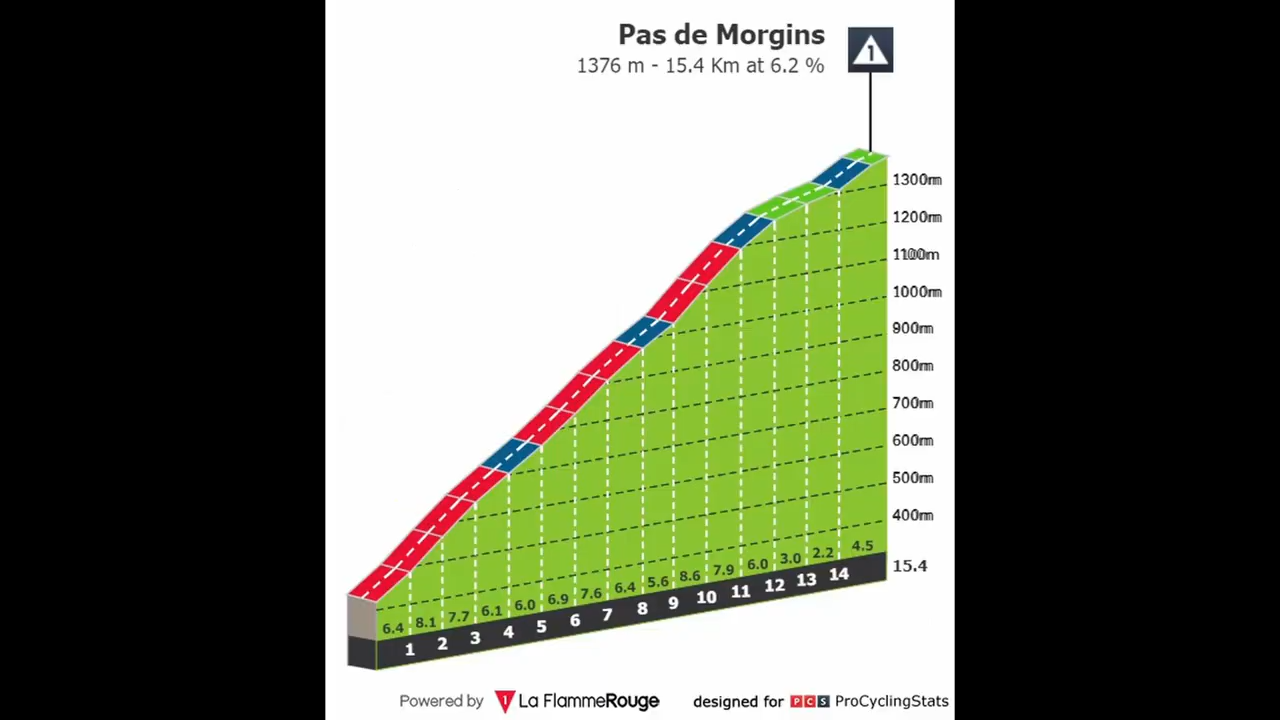 Pas de Morgins
1
1376 m - 15.4 Km at 6.2 %
1300m
1200m
1100m
1000m
900m
800m
700m
600m
500m
400m
6.4 8.1 7.7 6.1 6.0 6.9 7.6 6.4 5.6 8.6 7.9 6.0 3.0 2.2 4.5
1 2 3 4 5 6 7 8 9 10 11 12 13 14 15.4
Powered by 1 La FlammeRouge designed for PCS ProCyclingStats